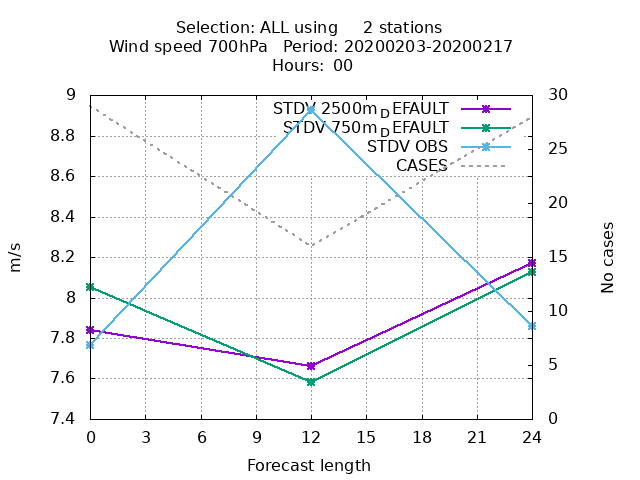 Selection: ALL using 2 stations
Wind speed 700hPa Period: 20200203-20200217
Hours: 00
STDV 2500m_DEFAULT
STDV 750m_DEFAULT
STDV OBS
CASES
9
8.8
8.6
8.4
8.2
8
7.8
7.6
7.4
m/s
30
25
20
15
10
5
0
No cases
0 3 6 9 12 15 18 21 24
Forecast length